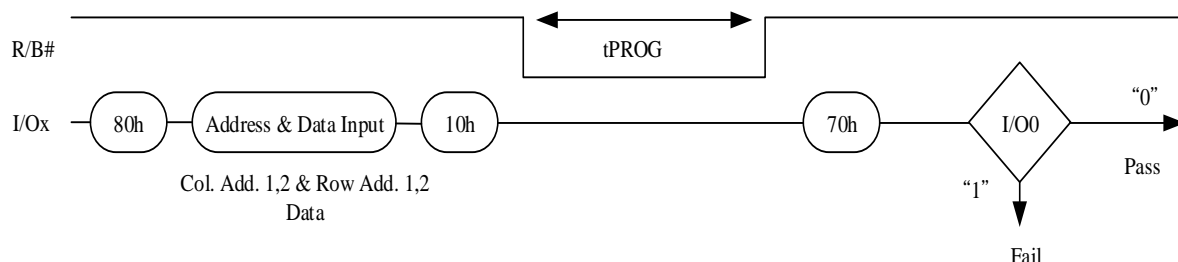 R/B#
tPROG
I/Ox
80h
Address & Data Input
10h
70h
I/O0
“0”
Pass
Col. Add. 1,2 & Row Add. 1,2
Data
“1”
Fail